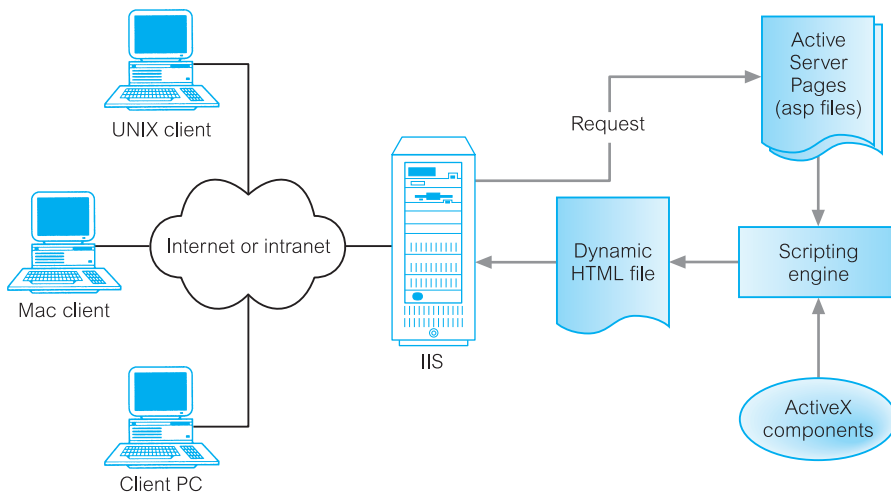 UNIX client
Mac client
Client PC
Internet or intranet
IIS
Request
Active
Server
Pages
(asp files)
Dynamic
HTML file
Scripting
engine
ActiveX
components